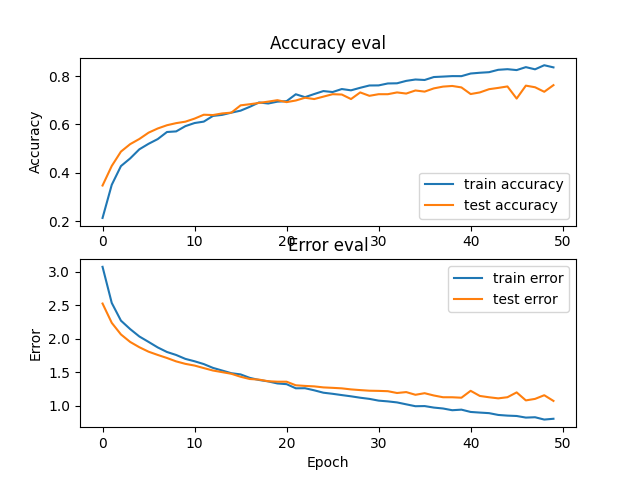 Accuracy eval
Accuracy
0.8
0.6
0.4
0.2
train accuracy
test accuracy
0 10 20 30 40 50
Error eval
Error
3.0
2.5
2.0
1.5
1.0
train error
test error
0 10 20 30 40 50
Epoch